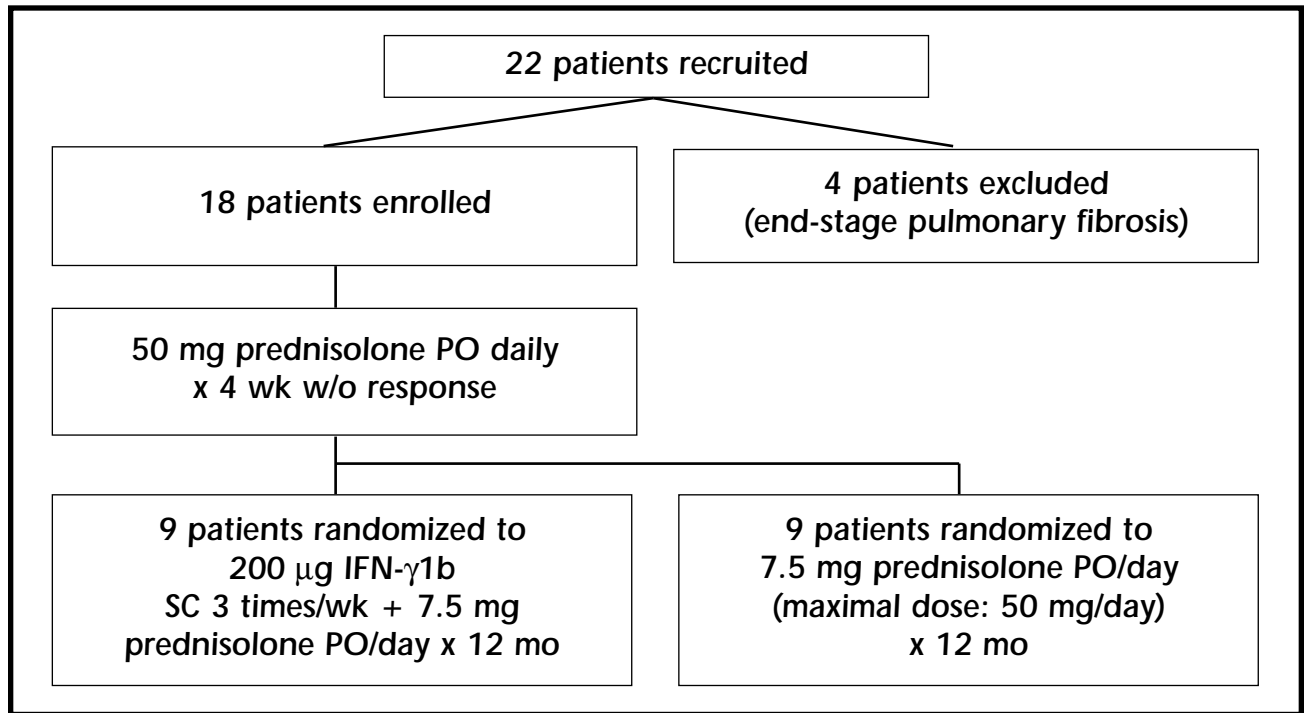 22 patients recruited
18 patients enrolled
4 patients excluded
(end-stage pulmonary fibrosis)
50 mg prednisolone PO daily
x 4 wk w/o response
9 patients randomized to
200 μg IFN-γ1b
SC 3 times/wk + 7.5 mg
prednisolone PO/day x 12 mo
9 patients randomized to
7.5 mg prednisolone PO/day
(maximal dose: 50 mg/day)
x 12 mo